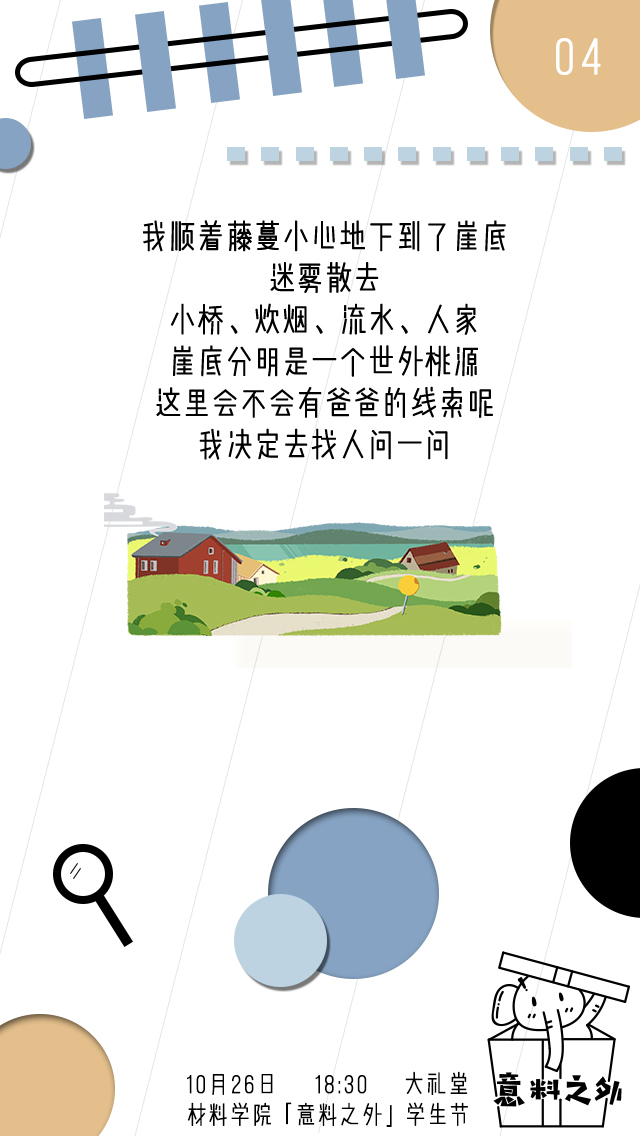 04
我顺着藤蔓小心地下到了崖底
迷雾散去
小桥、炊烟、流水、人家
崖底分明是一个世外桃源
这里会不会有爸爸的线索呢
我决定去找人问一问
10月26日 18:30 大礼堂
材料学院「意料之外」学生节
意料之外